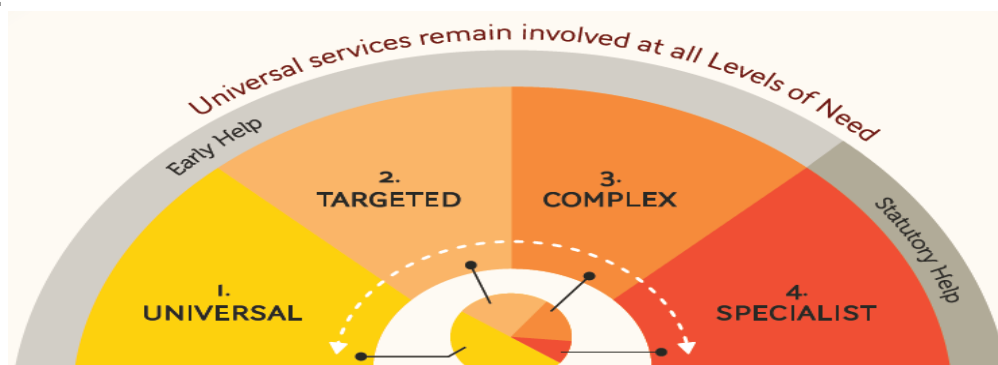 Universal services remain involved at all Levels of Need
Early Help
2.
TARGETED
3.
COMPLEX
Statutory Help
1.
UNIVERSAL
4.
SPECIALIST